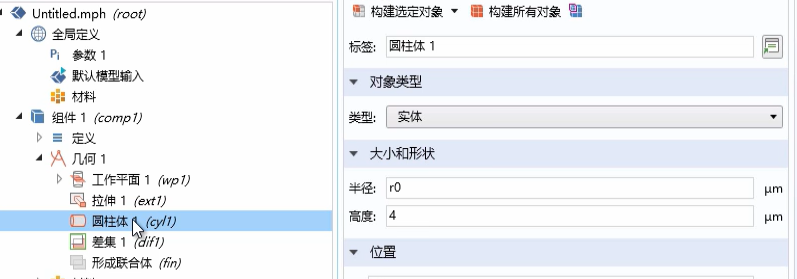 Untitled.mph (root)
全局定义
Pi 参数 1
默认模型输入
材料
组件 1 (comp1)
定义
几何 1
工作平面 1 (wp1)
拉伸 1 (ext1)
圆柱体 1 (cyl1)
差集 1 (dif1)
形成联合体 (fin)
构建选定对象 构建所有对象
标签: 圆柱体 1
对象类型
类型: 实体
大小和形状
半径: r0 μm
高度: 4 μm
位置